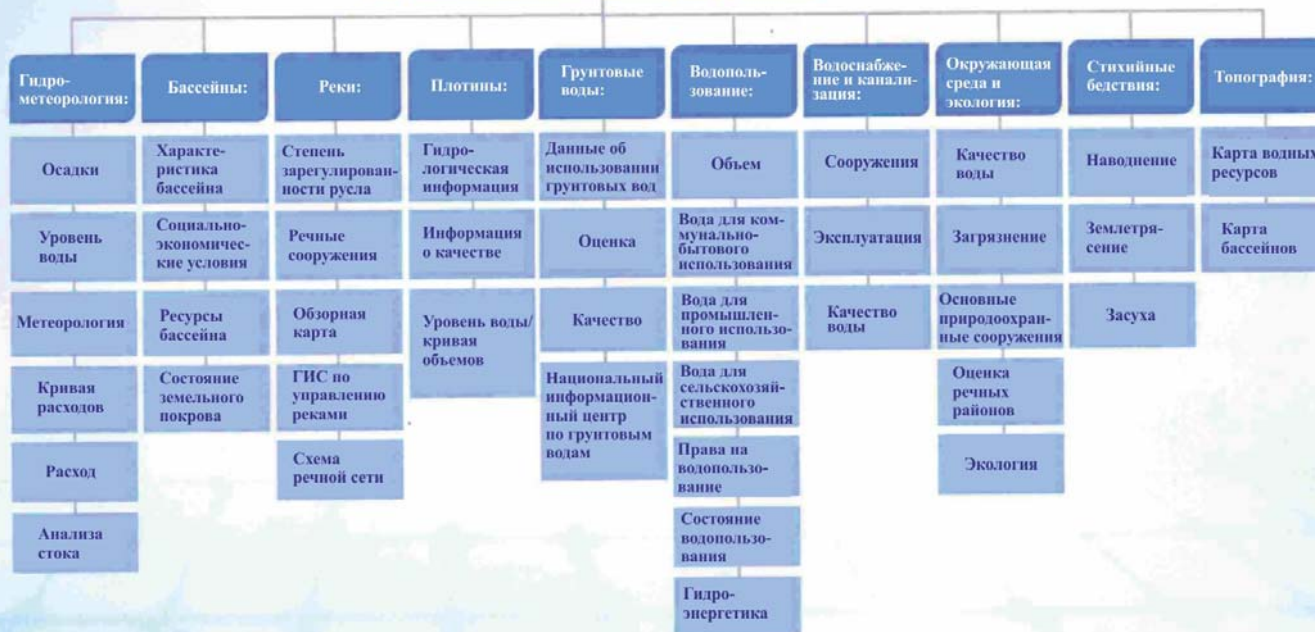 Гидро-
метеорология:
Осадки
Уровень
воды
Метеорология
Кривая
расходов
Расход
Анализа
стока
Бассейны:
Характе-
ристика
бассейна
Социально-
экономичес-
кие условия
Ресурсы
бассейна
Состояние
земельного
покрова
Реки:
Степень
зарегулирован-
ности русла
Речные
сооружения
Обзорная
карта
ГИС по
управлению
реками
Схема
речной сети
Плотины:
Гидро-
логическая
информация
Информация
о качестве
Уровень воды/
кривая
объемов
Грунтовые
воды:
Данные об
использовании
грунтовых вод
Оценка
Качество
Национальный
информацион-
ный центр
по грунтовым
водам
Водополь-
зование:
Объем
Вода для ком-
мунально-
бытового
использования
Вода для
промышлен-
ного использо-
вания
Вода для
сельскохозяй-
ственного
использования
Права на
водопользо-
вание
Состояние
водопользо-
вания
Гидро-
энергетика
Водоснабже-
ние и канали-
зация:
Сооружения
Эксплуатация
Качество
воды
Окружающая
среда и
экология:
Качество
воды
Загрязнение
Основные
природоохран-
ные сооружения
Оценка
речных
районов
Экология
Стихийные
бедствия:
Наводнение
Землетря-
сение
Засуха
Топография:
Карта водных
ресурсов
Карта
бассейнов